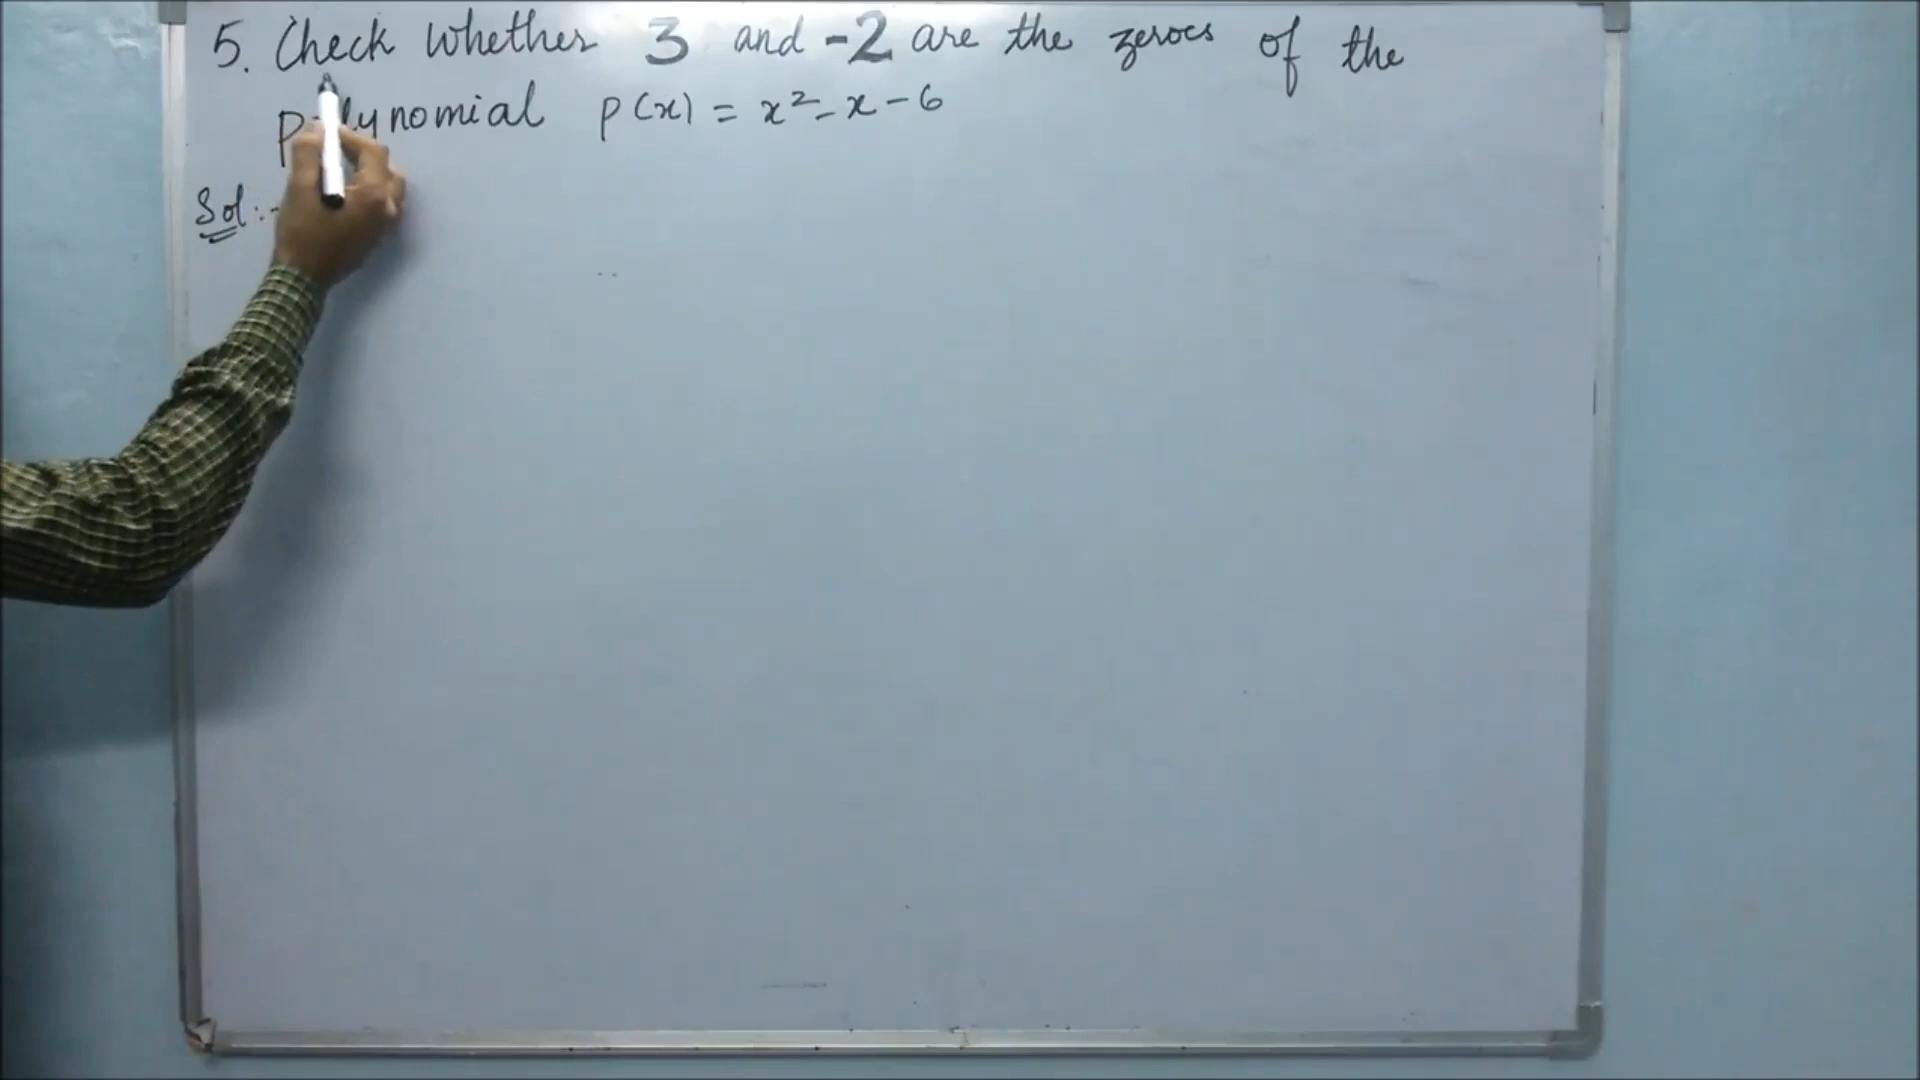 5. Check whether 3 and -2 are the zeroes of the
polynomial p(x) = x² - x - 6
Sol:-